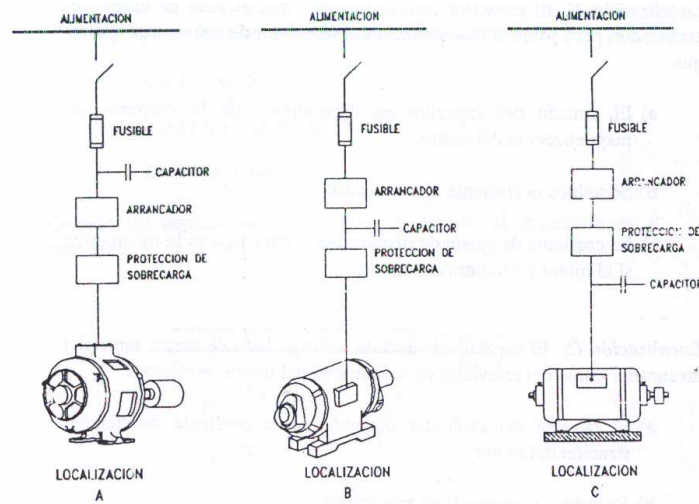 ALIMENTACION
FUSIBLE
CAPACITOR
ARRANCADOR
PROTECCION DE
SOBRECARGA
LOCALIZACION
A
ALIMENTACION
FUSIBLE
ARRANCADOR
CAPACITOR
PROTECCION DE
SOBRECARGA
LOCALIZACION
B
ALIMENTACION
FUSIBLE
ARRANCADOR
PROTECCION DE
SOBRECARGA
CAPACITOR
LOCALIZACION
C